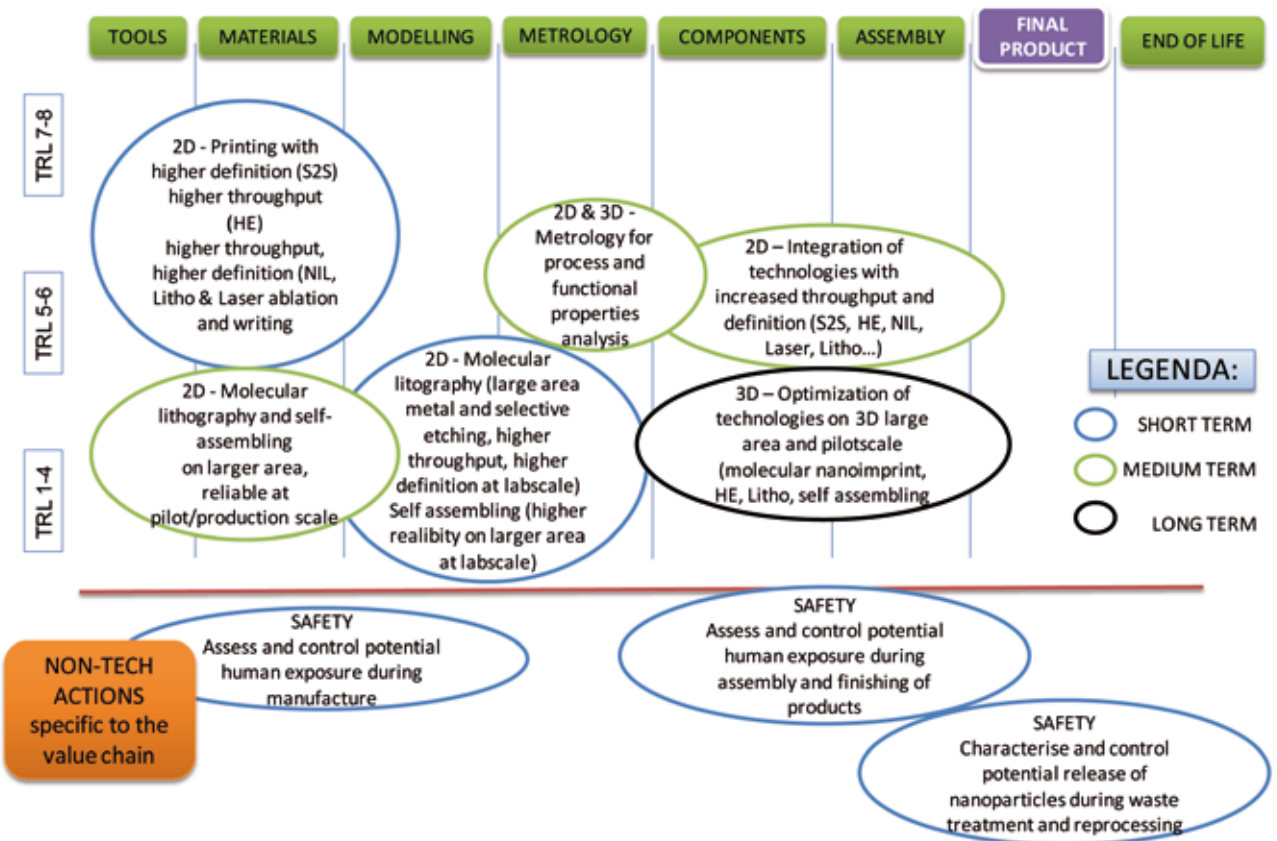 TOOLS
MATERIALS
MODELLING
METROLOGY
COMPONENTS
ASSEMBLY
FINAL
PRODUCT
END OF LIFE
TRL 7-8
TRL 5-6
TRL 1-4
2D - Printing with
higher definition (S2S)
higher throughput
(HE)
higher throughput,
higher definition (NIL,
Litho & Laser ablation
and writing
2D & 3D -
Metrology for
process and
functional
properties
analysis
2D – Integration of
technologies with
increased throughput and
definition (S2S, HE, NIL,
Laser, Litho...)
2D - Molecular
lithography and self-
assembling
on larger area,
reliable at
pilot/production scale
2D - Molecular
litography (large area
metal and selective
etching, higher
throughput, higher
definition at labscale)
Self assembling (higher
realibity on larger area
at labscale)
3D – Optimization of
technologies on 3D large
area and pilotscale
(molecular nanoimprint,
HE, Litho, self assembling
LEGENDA:
SHORT TERM
MEDIUM TERM
LONG TERM
NON-TECH
ACTIONS
specific to the
value chain
SAFETY
Assess and control potential
human exposure during
manufacture
SAFETY
Assess and control potential
human exposure during
assembly and finishing of
products
SAFETY
Characterise and control
potential release of
nanoparticles during waste
treatment and reprocessing